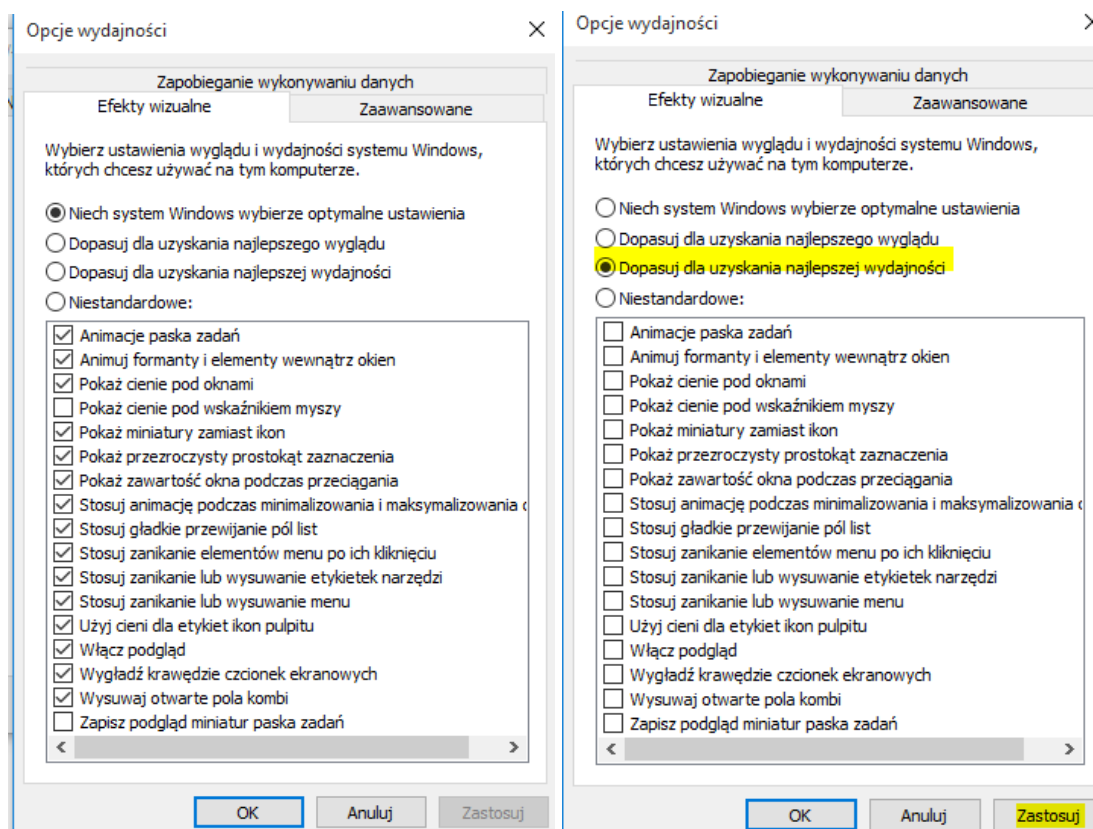 Opcje wydajności
Zapobieganie wykonywaniu danych
Efekty wizualne
Zaawansowane
Wybierz ustawienia wyglądu i wydajności systemu Windows,
których chcesz używać na tym komputerze.
Niech system Windows wybierze optymalne ustawienia
Dopasuj dla uzyskania najlepszego wyglądu
Dopasuj dla uzyskania najlepszej wydajności
Niestandardowe:
Animacje paska zadań
Animuj formanty i elementy wewnątrz okien
Pokaż cienie pod oknami
Pokaż cienie pod wskaźnikiem myszy
Pokaż miniatury zamiast ikon
Pokaż przezroczysty prostokąt zaznaczenia
Pokaż zawartość okna podczas przeciągania
Stosuj animację podczas minimalizowania i maksymalizowania
Stosuj gładkie przewijanie pól list
Stosuj zanikanie elementów menu po ich kliknięciu
Stosuj zanikanie lub wysuwanie etykietek narzędzi
Stosuj zanikanie lub wysuwanie menu
Użyj cieni dla etykiet ikon pulpitu
Włącz podgląd
Wygładź krawędzie czcionek ekranowych
Wysuwaj otwarte pola kombi
Zapisz podgląd miniatur paska zadań
OK
Anuluj
Zastosuj
Opcje wydajności
Zapobieganie wykonywaniu danych
Efekty wizualne
Zaawansowane
Wybierz ustawienia wyglądu i wydajności systemu Windows,
których chcesz używać na tym komputerze.
Niech system Windows wybierze optymalne ustawienia
Dopasuj dla uzyskania najlepszego wyglądu
Dopasuj dla uzyskania najlepszej wydajności
Niestandardowe:
Animacje paska zadań
Animuj formanty i elementy wewnątrz okien
Pokaż cienie pod oknami
Pokaż cienie pod wskaźnikiem myszy
Pokaż miniatury zamiast ikon
Pokaż przezroczysty prostokąt zaznaczenia
Pokaż zawartość okna podczas przeciągania
Stosuj animację podczas minimalizowania i maksymalizowania
Stosuj gładkie przewijanie pól list
Stosuj zanikanie elementów menu po ich kliknięciu
Stosuj zanikanie lub wysuwanie etykietek narzędzi
Stosuj zanikanie lub wysuwanie menu
Użyj cieni dla etykiet ikon pulpitu
Włącz podgląd
Wygładź krawędzie czcionek ekranowych
Wysuwaj otwarte pola kombi
Zapisz podgląd miniatur paska zadań
OK
Anuluj
Zastosuj